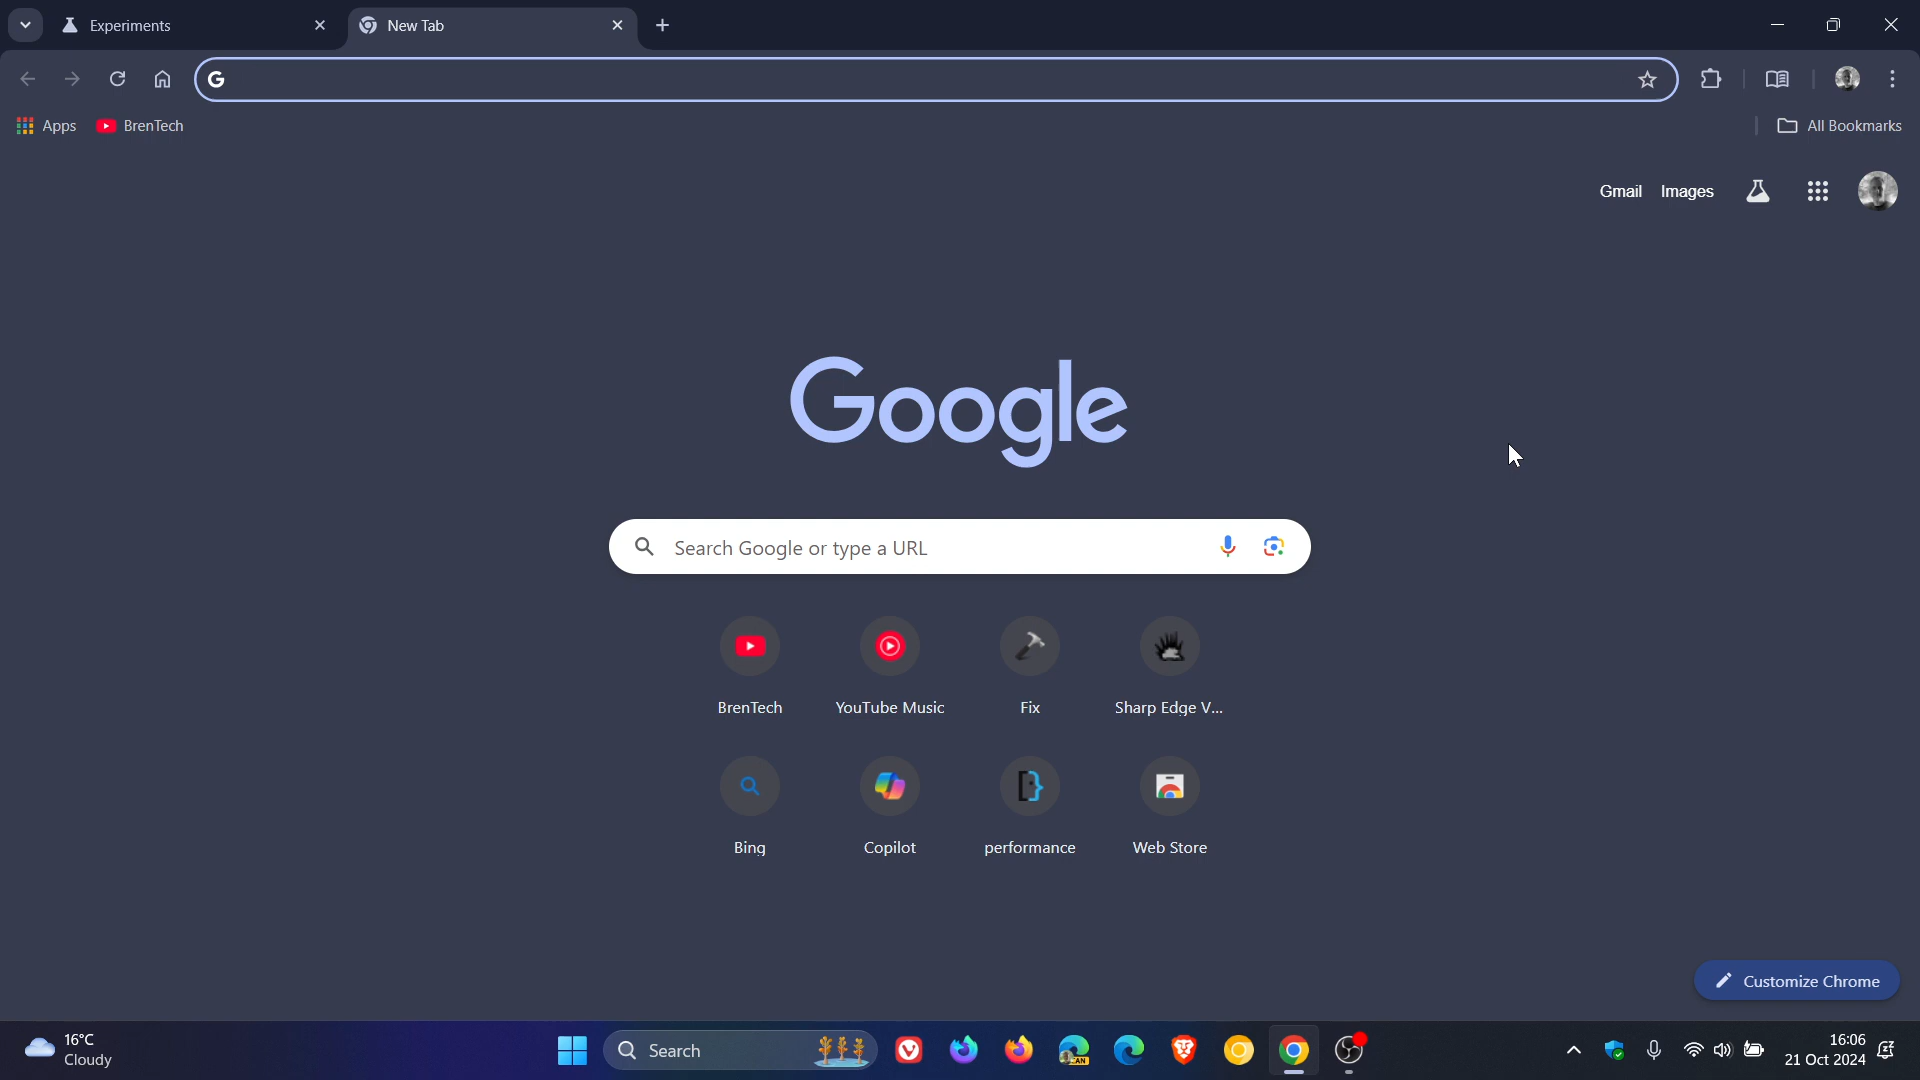 Experiments
New Tab
Apps
BrenTech
All Bookmarks
Gmail
Images
Google
Search Google or type a URL
BrenTech
YouTube Music
Fix
Sharp Edge V...
Bing
Copilot
performance
Web Store
Customize Chrome
16°C
Cloudy
Search
CAN
16:06
21 Oct 2024